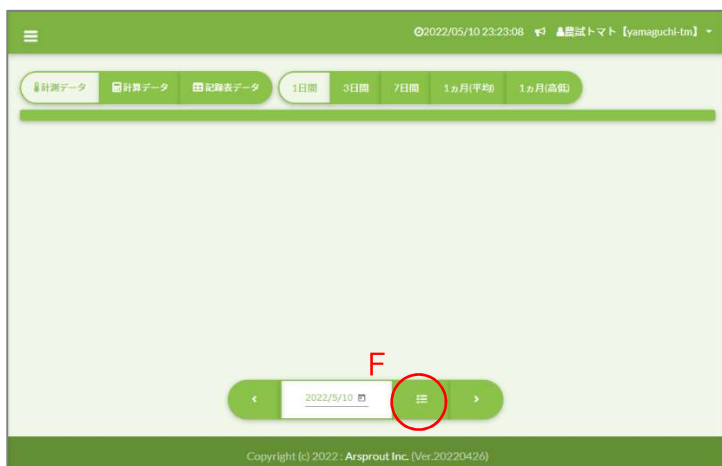 2022/05/10 23:23:08 農試トマト【yamaguchi-tm】
計測データ 計算データ 記録表データ 1日間 3日間 7日間 1ヵ月(平均) 1ヵ月(高低)
F
2022/5/10
Copyright (c) 2022 : Arsprout Inc. (Ver.20220426)